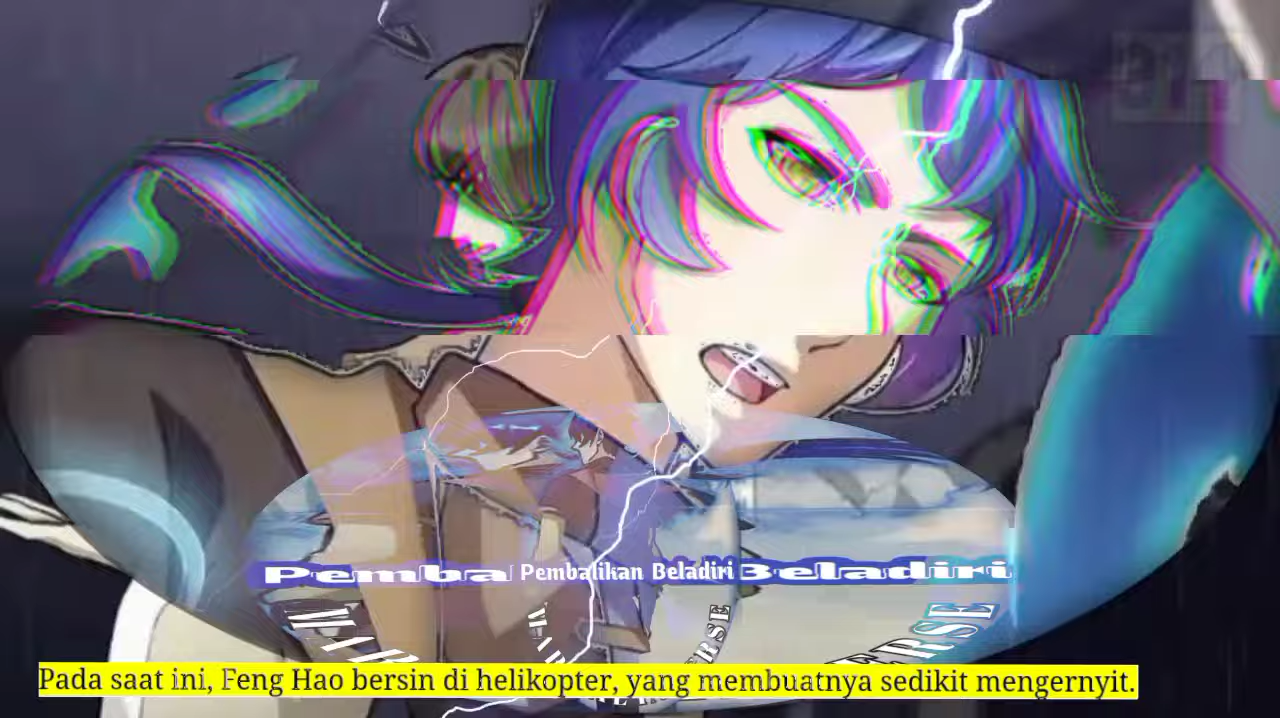 Pemba Pembalikan Beladiri Beladiri
Pada saat ini, Feng Hao bersin di helikopter, yang membuatnya sedikit mengernyit.